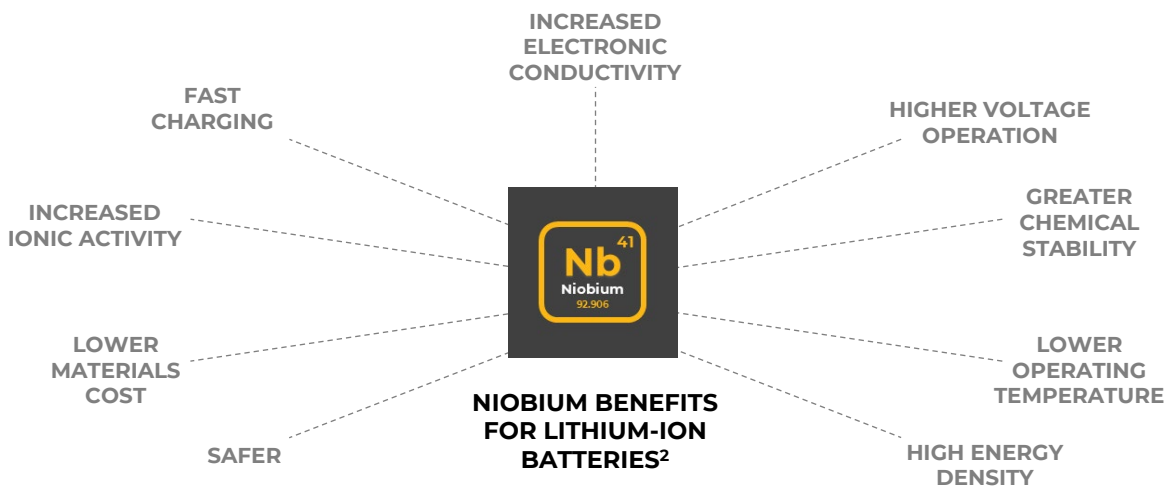 INCREASED
ELECTRONIC
CONDUCTIVITY
FAST
CHARGING
HIGHER VOLTAGE
OPERATION
INCREASED
IONIC ACTIVITY
GREATER
CHEMICAL
STABILITY
41
Nb
Niobium
92.906
LOWER
MATERIALS
COST
LOWER
OPERATING
TEMPERATURE
SAFER
NIOBIUM BENEFITS
FOR LITHIUM-ION
BATTERIES²
HIGH ENERGY
DENSITY